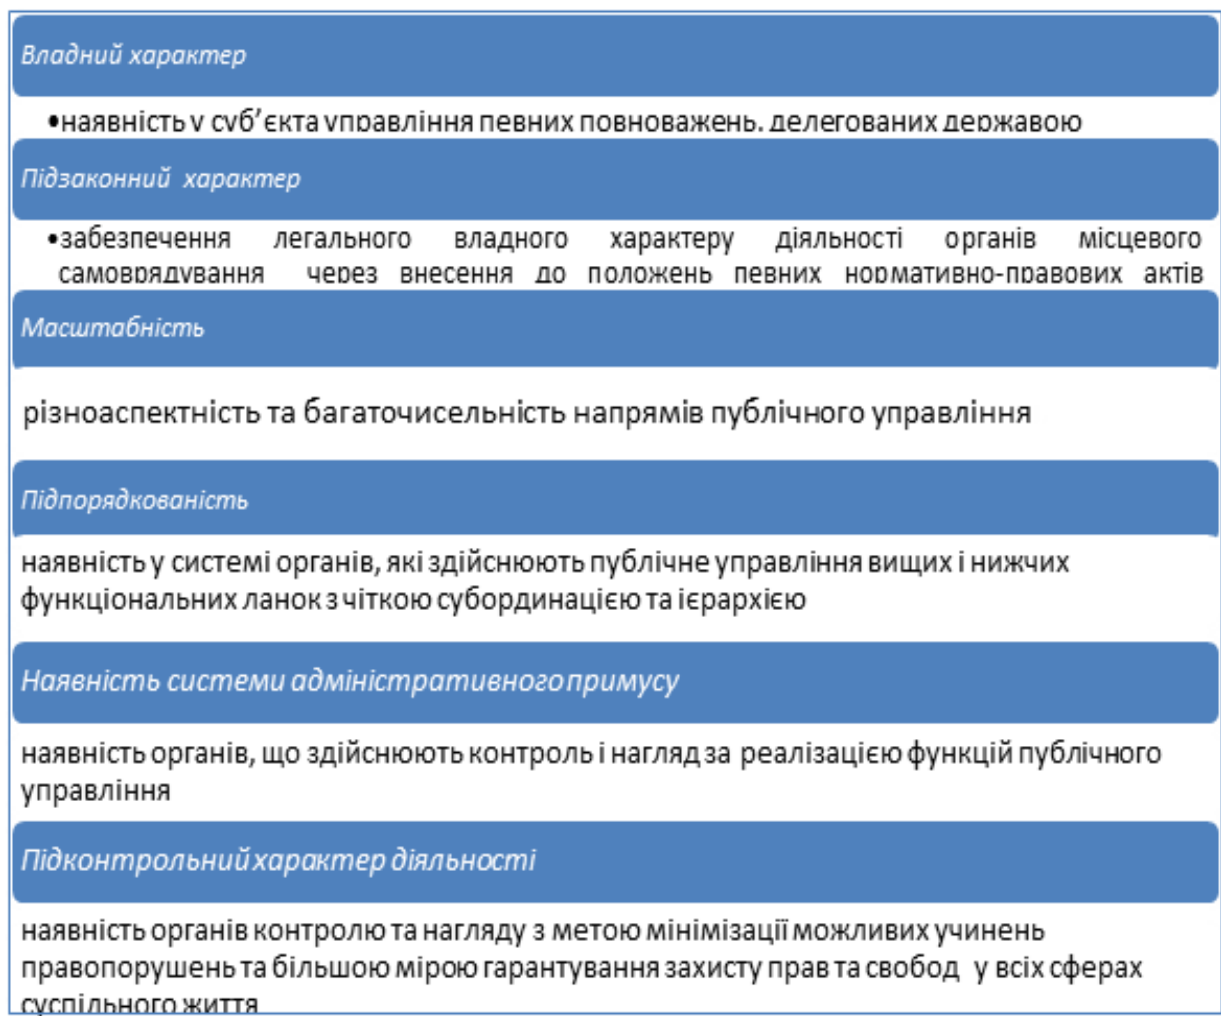 Владний характер
•наявність у суб’єкта управління певних повноважень, делегованих державою
Підзаконний характер
•забезпечення легального владного характеру діяльності органів місцевого
самоврядування через внесення до положень певних нормативно-правових актів
Масштабність
різноаспектність та багаточисельність напрямів публічного управління
Підпорядкованість
наявність у системі органів, які здійснюють публічне управління вищих і нижчих
функціональних ланок з чіткою субординацією та ієрархією
Наявність системи адміністративного примусу
наявність органів, що здійснюють контроль і нагляд за реалізацією функцій публічного
управління
Підконтрольний характер діяльності
наявність органів контролю та нагляду з метою мінімізації можливих учинень
правопорушень та більшою мірою гарантування захисту прав та свобод у всіх сферах
суспільного життя